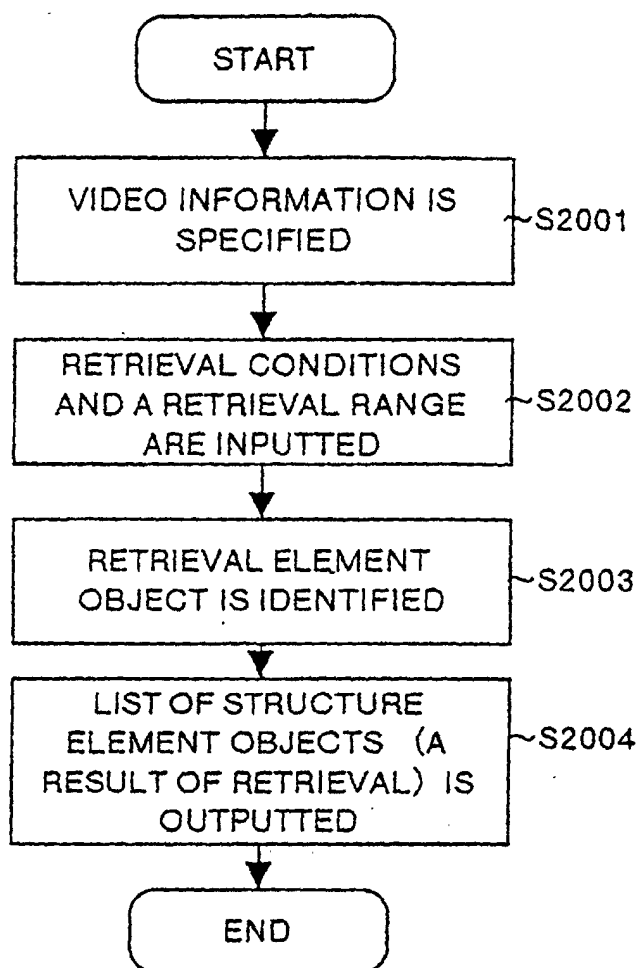 START
VIDEO INFORMATION IS
SPECIFIED
~S2001
RETRIEVAL CONDITIONS
AND A RETRIEVAL RANGE
ARE INPUTTED
~S2002
RETRIEVAL ELEMENT
OBJECT IS IDENTIFIED
~S2003
LIST OF STRUCTURE
ELEMENT OBJECTS (A
RESULT OF RETRIEVAL) IS
OUTPUTTED
~S2004
END